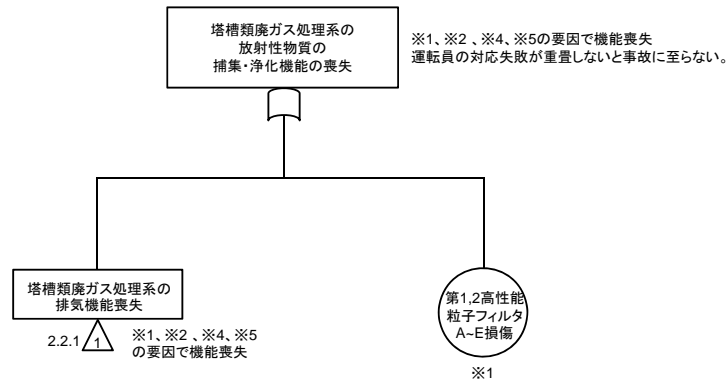 塔槽類廃ガス処理系の
放射性物質の
捕集・浄化機能の喪失
※1、※2 、※4、※5の要因で機能喪失
運転員の対応失敗が重畳しないと事故に至らない。
塔槽類廃ガス処理系の
排気機能喪失
2.2.1
1
※1、※2 、※4、※5
の要因で機能喪失
第1,2高性能
粒子フィルタ
A~E損傷
※1